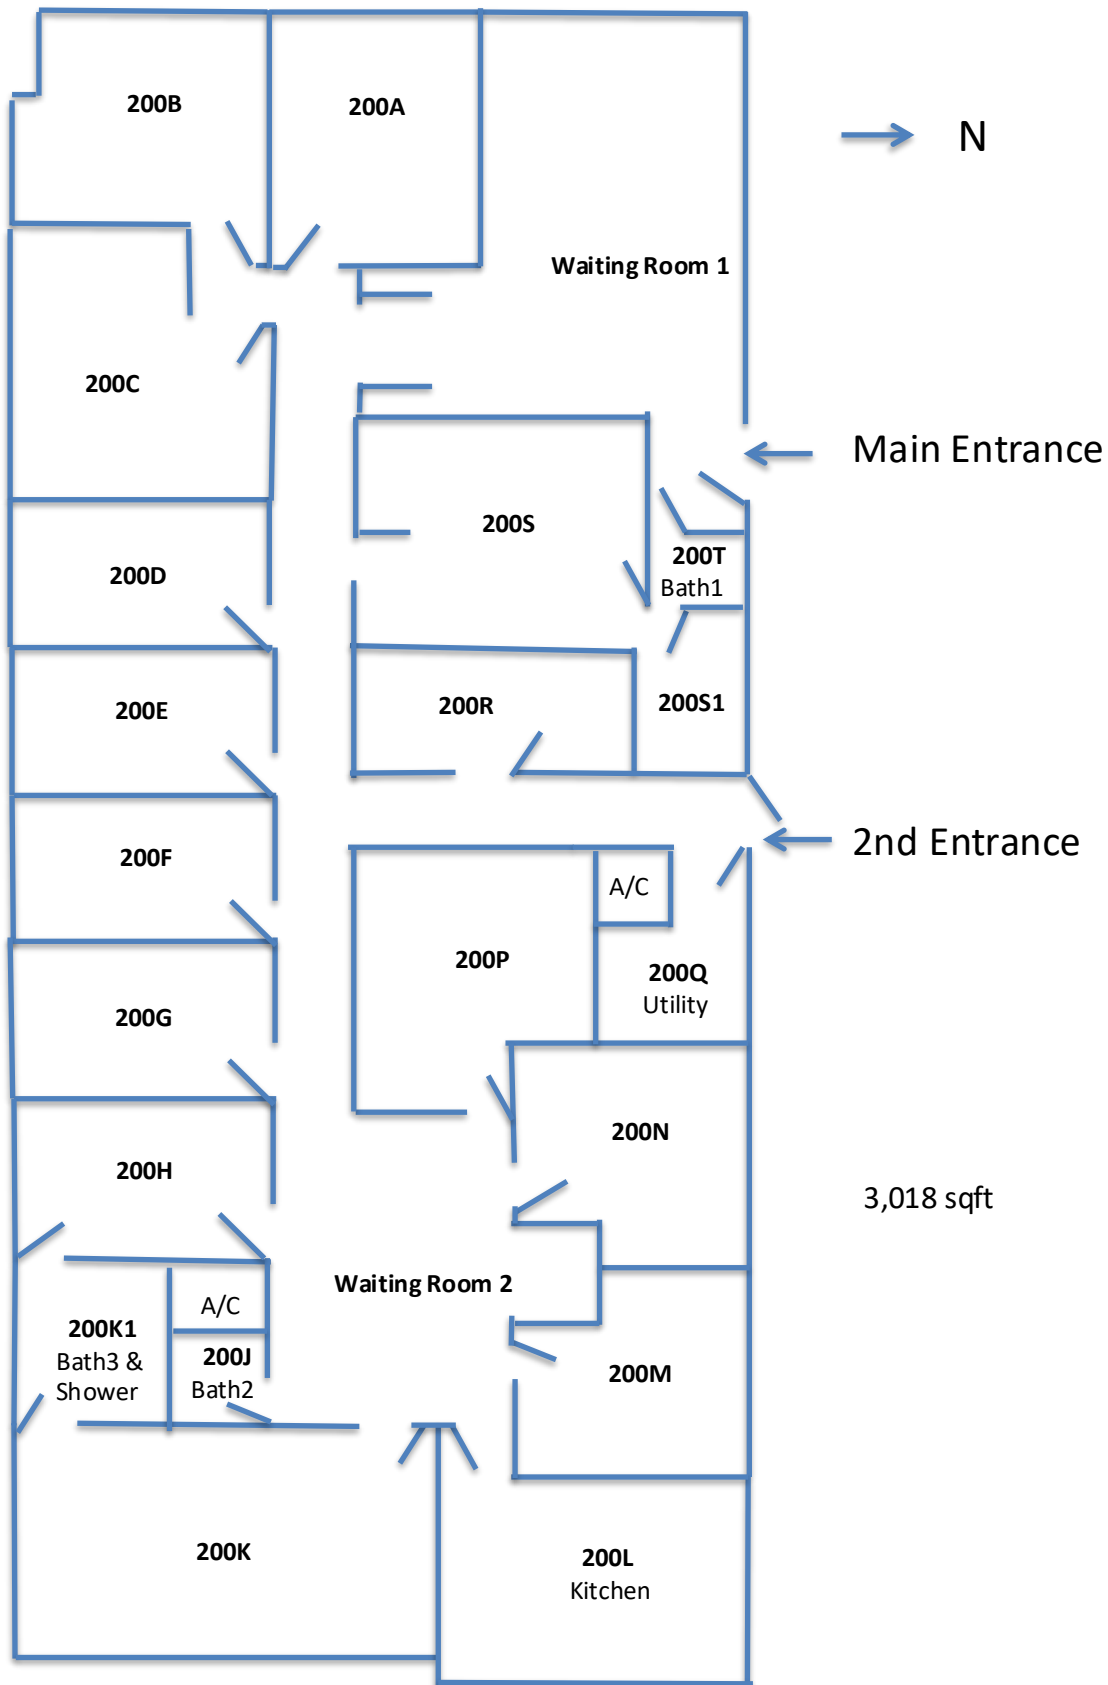 200B
200A
N
Waiting Room 1
200C
Main Entrance
200S
200T
Bath1
200D
200E
200R
200S1
200F
2nd Entrance
A/C
200P
200Q
Utility
200G
200N
200H
3,018 sqft
Waiting Room 2
A/C
200K1
Bath3 &
Shower
200J
Bath2
200M
200K
200L
Kitchen